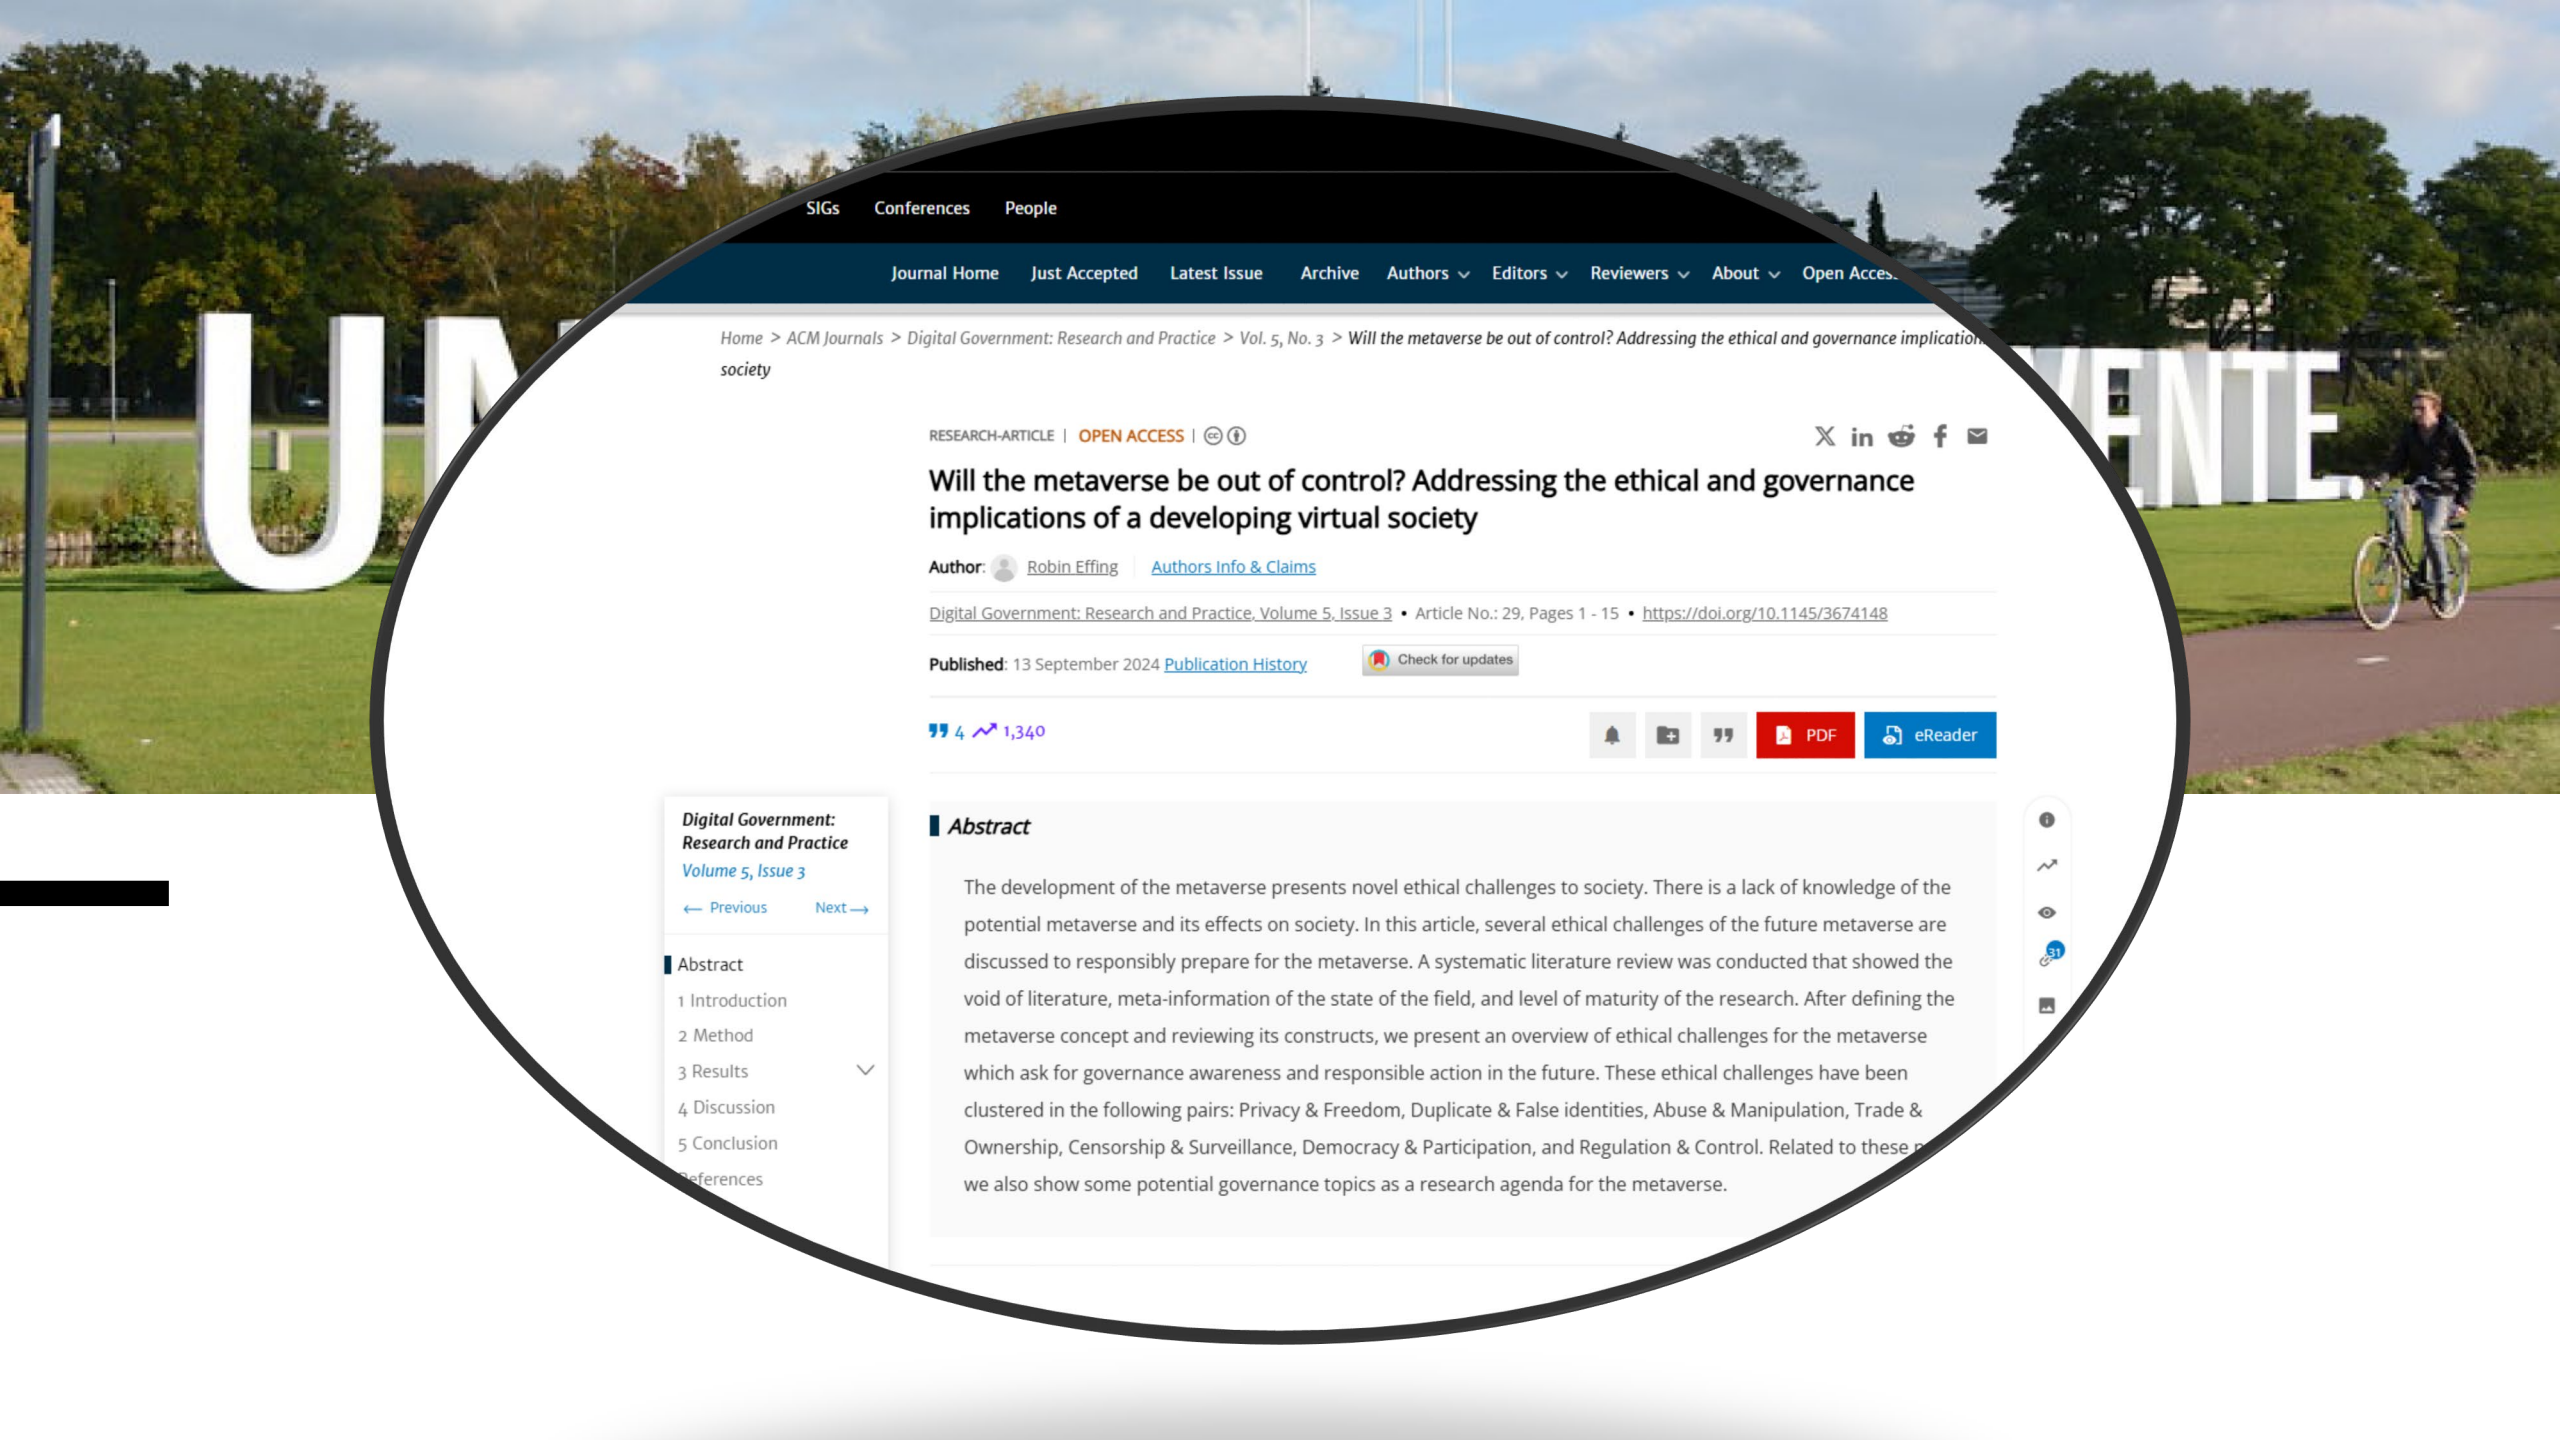 SIGs Conferences People
Journal Home Just Accepted Latest Issue Archive Authors Editors Reviewers About Open
Home > ACM Journals > Digital Government: Research and Practice > Vol. 5, No. 3 > Will the metaverse be out of control? Addressing the ethical and governance
society
RESEARCH-ARTICLE | OPEN ACCESS |
Will the metaverse be out of control? Addressing the ethical and governance
implications of a developing virtual society
Author: Robin Effing Authors Info & Claims
Digital Government: Research and Practice, Volume 5, Issue 3 • Article No.: 29, Pages 1 - 15 • https://doi.org/10.1145/3674148
Published: 13 September 2024 Publication History Check for updates
4 1,340 PDF eReader
Digital Government:
Research and Practice
Volume 5, Issue 3
← Previous Next →
Abstract
1 Introduction
2 Method
3 Results
4 Discussion
5 Conclusion
Abstract
The development of the metaverse presents novel ethical challenges to society. There is a lack of knowledge of the
potential metaverse and its effects on society. In this article, several ethical challenges of the future metaverse are
discussed to responsibly prepare for the metaverse. A systematic literature review was conducted that showed the
void of literature, meta-information of the state of the field, and level of maturity of the research. After defining the
metaverse concept and reviewing its constructs, we present an overview of ethical challenges for the metaverse
which ask for governance awareness and responsible action in the future. These ethical challenges have been
clustered in the following pairs: Privacy & Freedom, Duplicate & False identities, Abuse & Manipulation, Trade &
Ownership, Censorship & Surveillance, Democracy & Participation, and Regulation & Control. Related to these
we also show some potential governance topics as a research agenda for the metaverse.
31